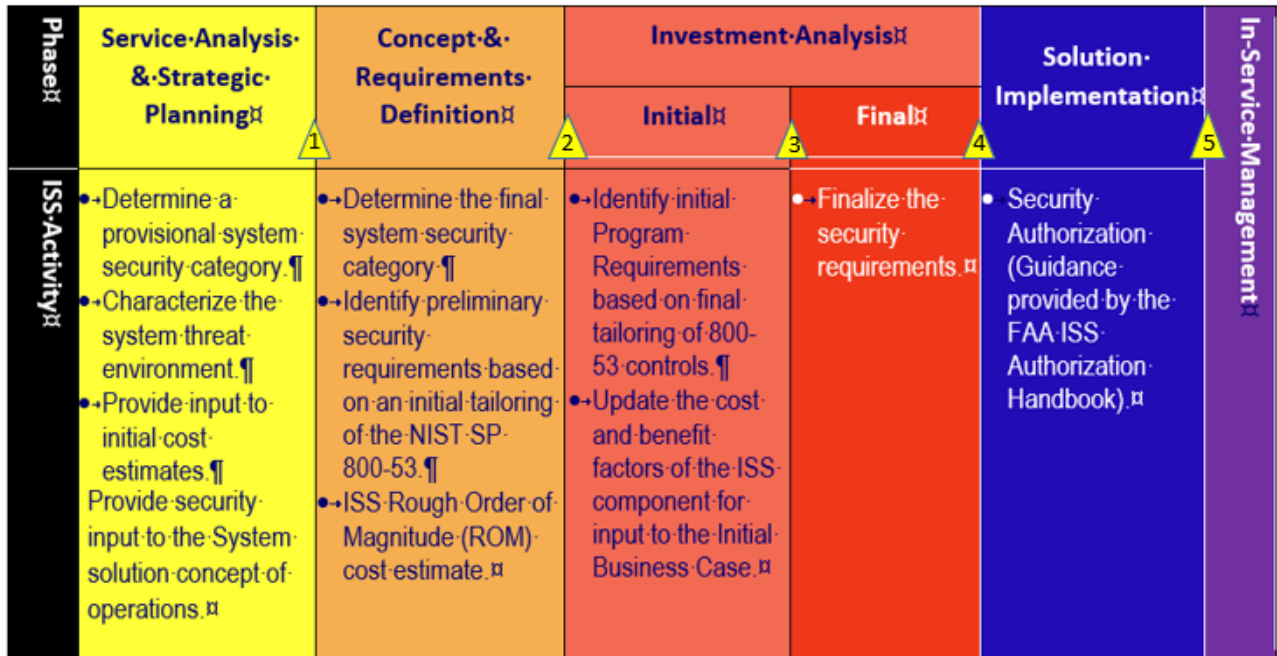 Phase¤
Service·Analysis·
&·Strategic·
Planning¤
Concept·&·
Requirements·
Definition¤
Investment·Analysis¤
Initial¤
Final¤
Solution·
Implementation¤
In-Service·Management¤
1
2
3
4
5
ISS·Activity¤
•→Determine·a·
provisional·system·
security·category.¶
•→Characterize·the·
system·threat·
environment.¶
•→Provide·input·to·
initial·cost·
estimates.¶
Provide·security·
input·to·the·System·
solution·concept·of·
operations.¤
•→Determine·the·final·
system·security·
category·¶
•→Identify·preliminary·
security·
requirements·based·
on·an·initial·tailoring·
of·the·NIST·SP·
800-53.¶
•→ISS·Rough·Order·of·
Magnitude·(ROM)·
cost·estimate.¤
•→Identify·initial·
Program·
Requirements·
based·on·final·
tailoring·of·800-
53·controls.¶
•→Update·the·cost·
and·benefit·
factors·of·the·ISS·
component·for·
input·to·the·Initial·
Business·Case.¤
•→Finalize·the·
security·
requirements.¤
•→Security·
Authorization·
(Guidance·
provided·by·the·
FAA·ISS·
Authorization·
Handbook).¤